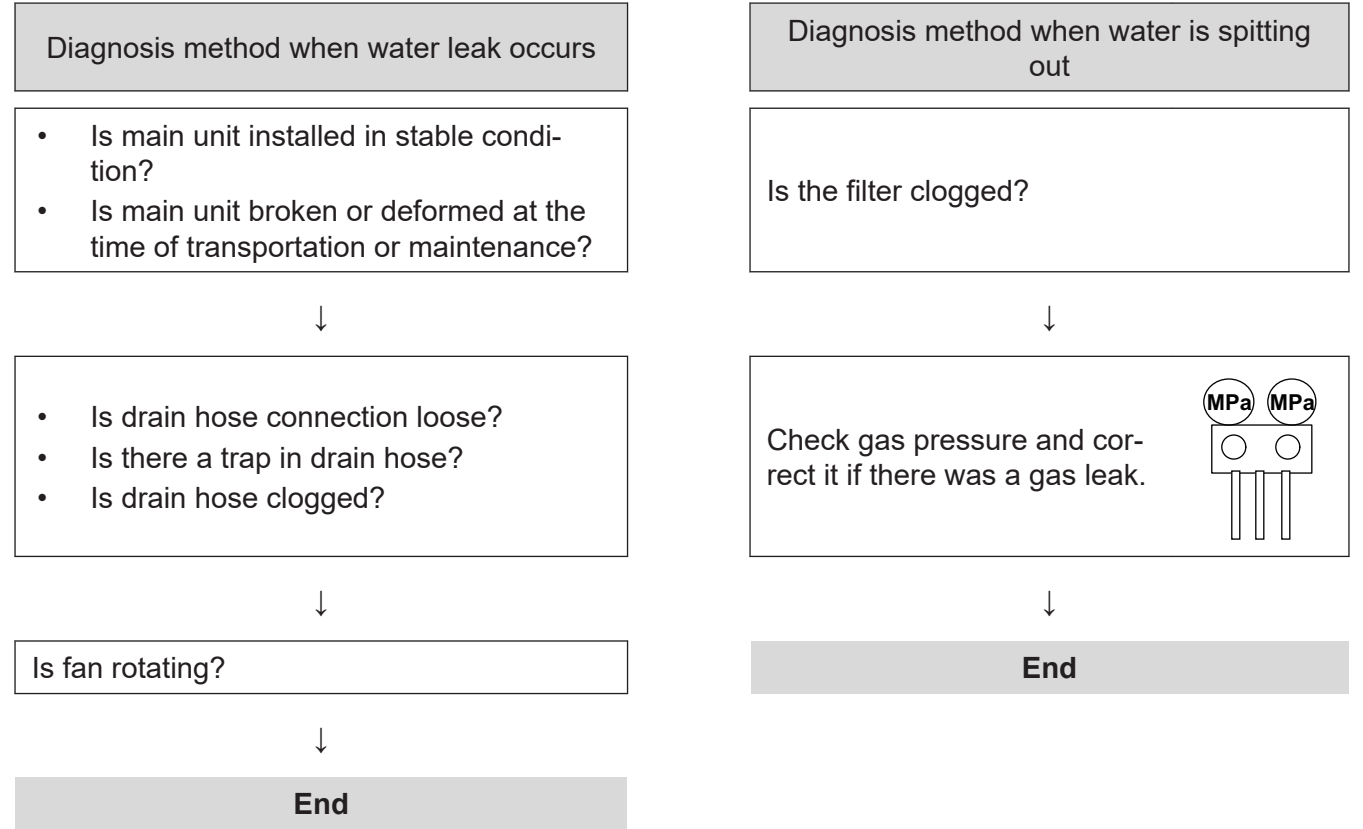 Diagnosis method when water leak occurs
• Is main unit installed in stable condi-
tion?
• Is main unit broken or deformed at the
time of transportation or maintenance?
↓
• Is drain hose connection loose?
• Is there a trap in drain hose?
• Is drain hose clogged?
↓
Is fan rotating?
↓
End
Diagnosis method when water is spitting
out
Is the filter clogged?
↓
Check gas pressure and cor-
rect it if there was a gas leak.
MPa MPa
↓
End